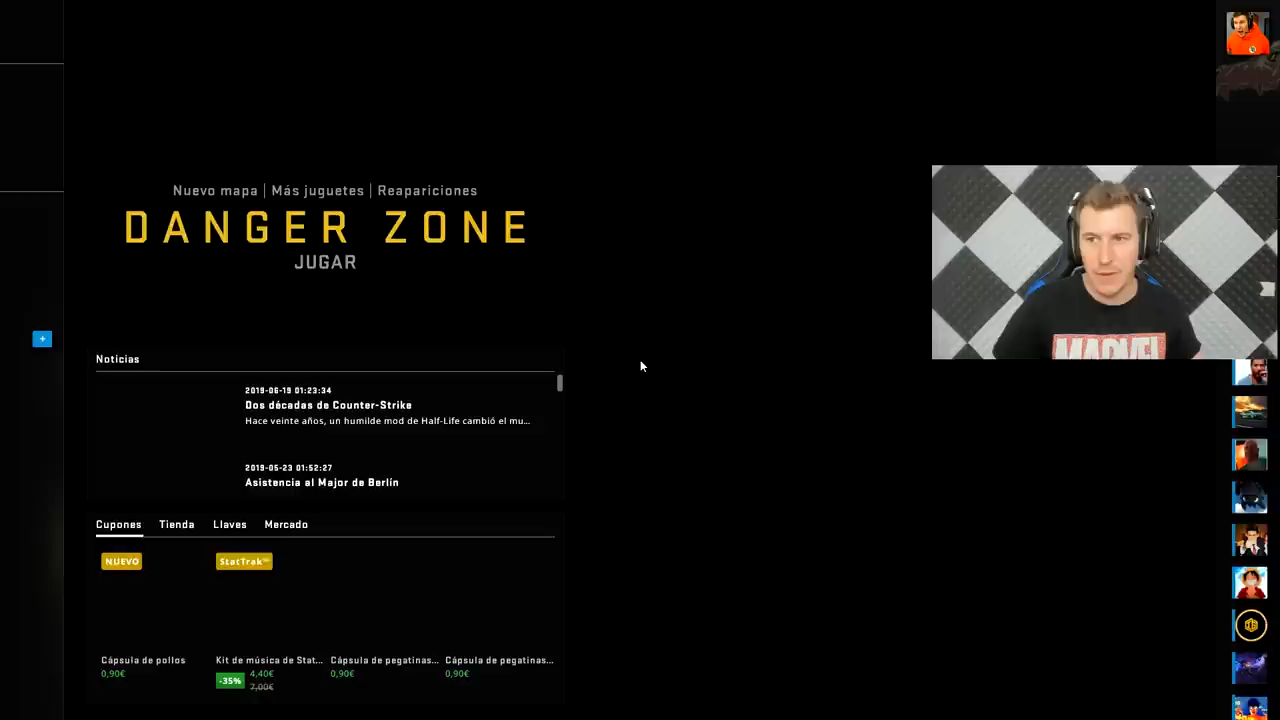 Nuevo mapa | Más juguetes | Reapariciones
DANGER ZONE
JUGAR
+
Noticias
2019-06-19 01:23:34
Dos décadas de Counter-Strike
Hace veinte años, un humilde mod de Half-Life cambió el mu...
2019-05-23 01:52:27
Asistencia al Major de Berlín
Cupones Tienda Llaves Mercado
NUEVO StatTrak™
Cápsula de pollos Kit de música de Stat... Cápsula de pegatinas... Cápsula de pegatinas...
0,90€ -35% 4,40€ 0,90€ 0,90€
7,00€
MARVEL